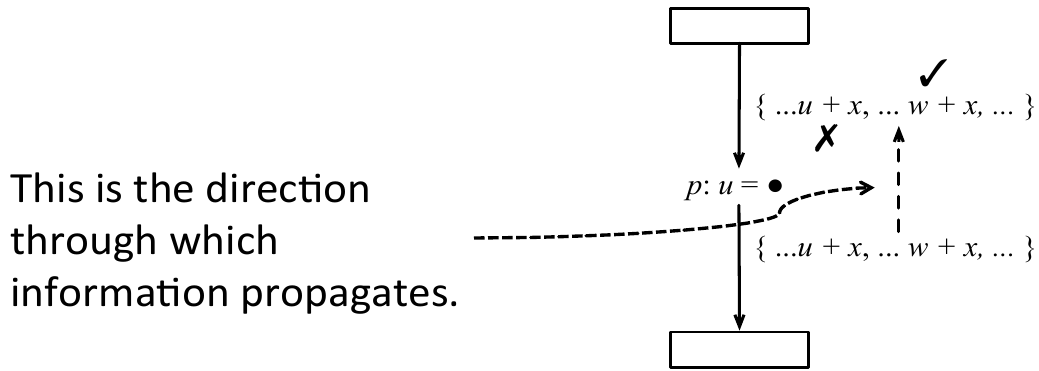 { ...u + x, ... w + x, ... }
p: u = ●
This is the direction
through which
information propagates.
{ ...u + x, ... w + x, ... }